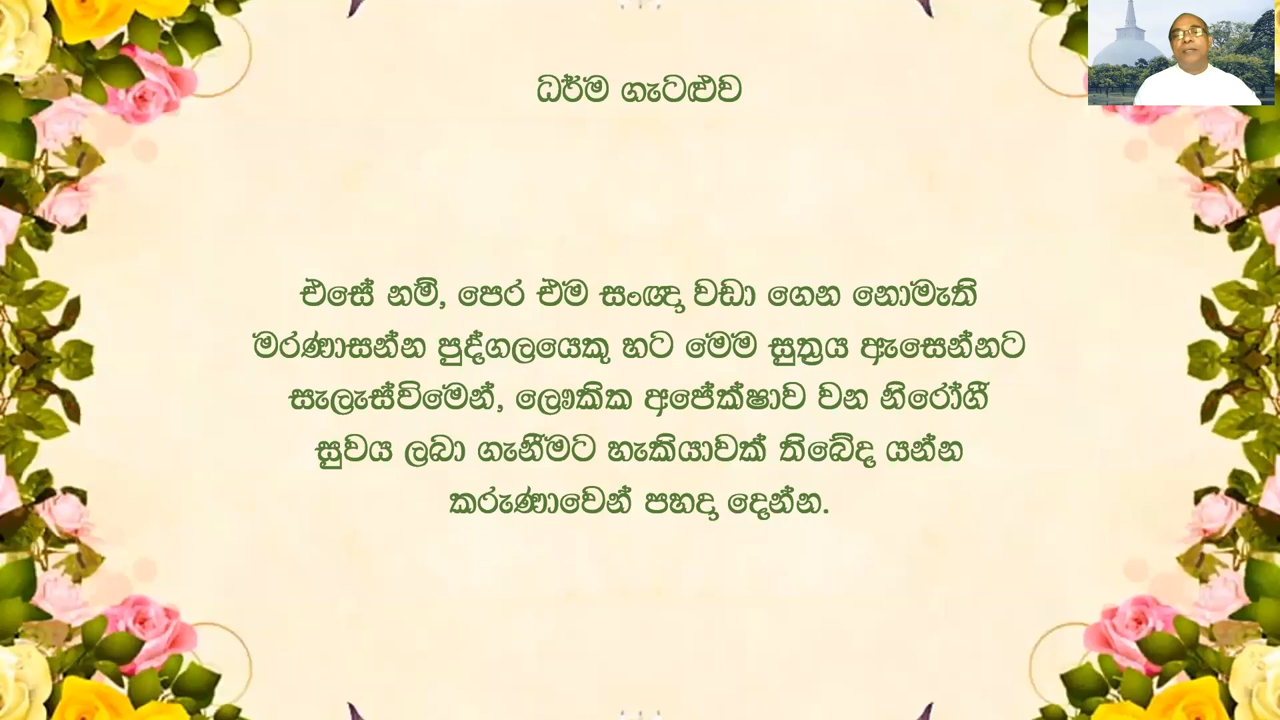 ධර්ම ගැටළුව
එසේ නම්, පෙර එම සංඥා වඩා ගෙන නොමැති
මරණාසන්න පුද්ගලයෙකු හට මෙම සුත්‍රය ඇසෙන්නට
සැලැස්විමෙන්, ලෞකික අපේක්ෂාව වන නිරෝගී
සුවය ලබා ගැනීමට හැකියාවක් තිබේද යන්න
කරුණාවෙන් පහදා දෙන්න.